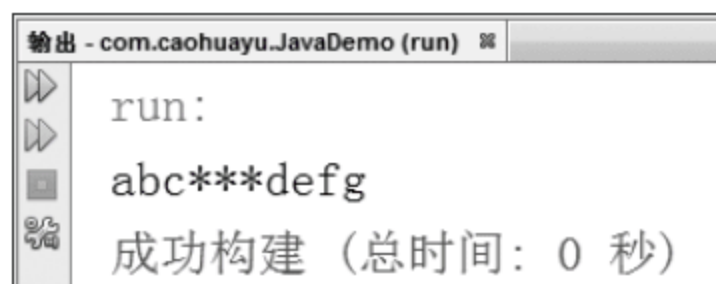 输出 - com.caohuayu.JavaDemo (run)
run:
abc***defg
成功构建 (总时间: 0 秒)